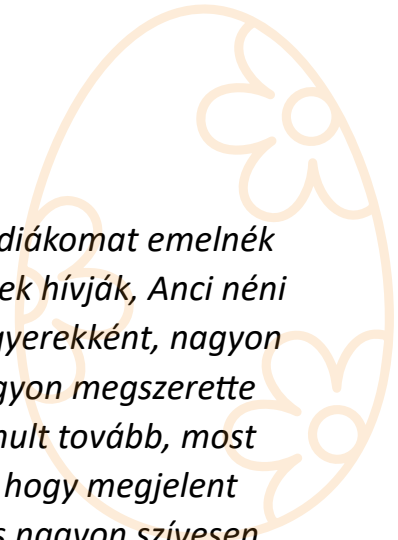 diákomat emelnék
ek hívják, Anci néni
gyerekként, nagyon
gyon megszerette
nult tovább, most
hogy megjelent
s nagyon szívesen